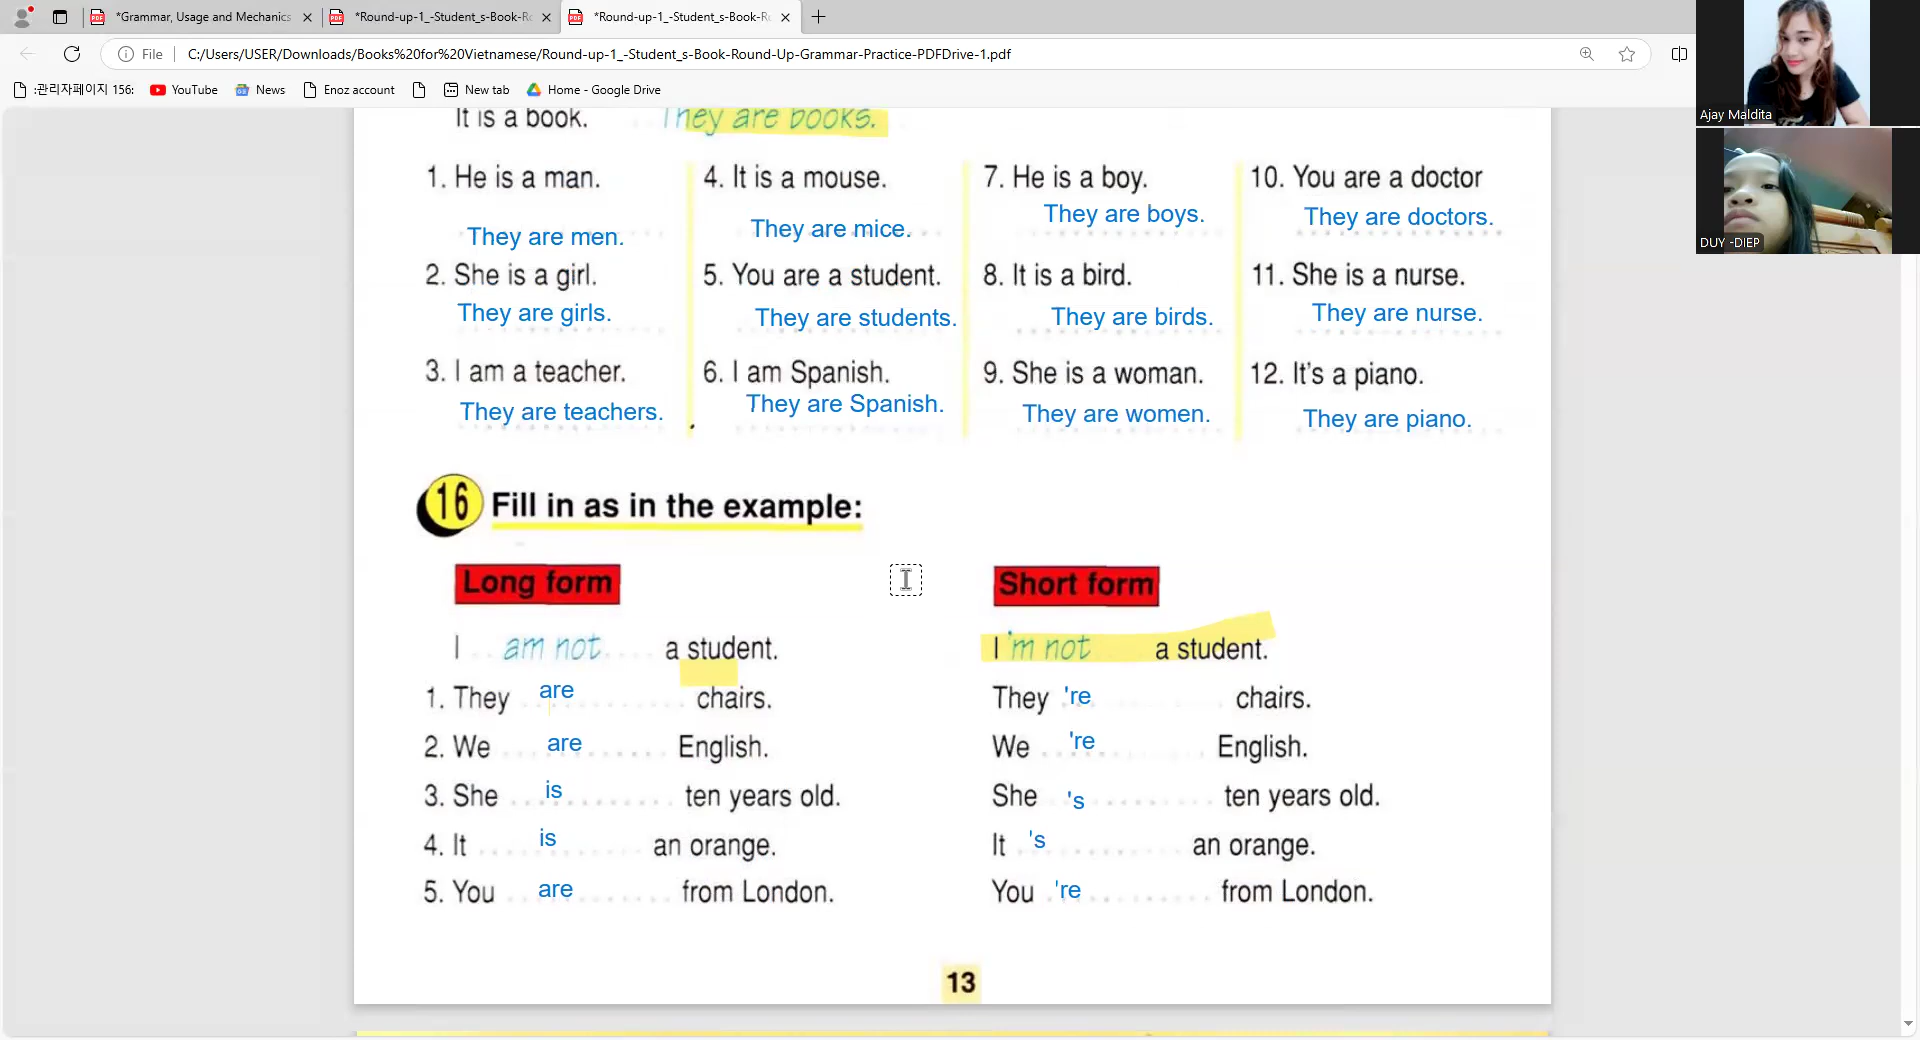 *Grammar, Usage and Mechanics
*Round-up-1_-Student_s-Book-Ro
*Round-up-1_-Student_s-Book-Ro
File
C:/Users/USER/Downloads/Books%20for%20Vietnamese/Round-up-1_-Student_s-Book-Round-Up-Grammar-Practice-PDFDrive-1.pdf
:관리자페이지 156: YouTube News Enoz account New tab Home - Google Drive
Ajay Maldita
DUY -DIEP
It is a book. They are books.
1. He is a man.
They are men.
2. She is a girl.
They are girls.
3. I am a teacher.
They are teachers.
4. It is a mouse.
They are mice.
5. You are a student.
They are students.
6. I am Spanish.
They are Spanish.
7. He is a boy.
They are boys.
8. It is a bird.
They are birds.
9. She is a woman.
They are women.
10. You are a doctor
They are doctors.
11. She is a nurse.
They are nurse.
12. It's a piano.
They are piano.
16 Fill in as in the example:
Long form
I am not a student.
1. They are chairs.
2. We are English.
3. She is ten years old.
4. It is an orange.
5. You are from London.
Short form
I 'm not a student.
They 're chairs.
We 're English.
She 's ten years old.
It 's an orange.
You 're from London.
13